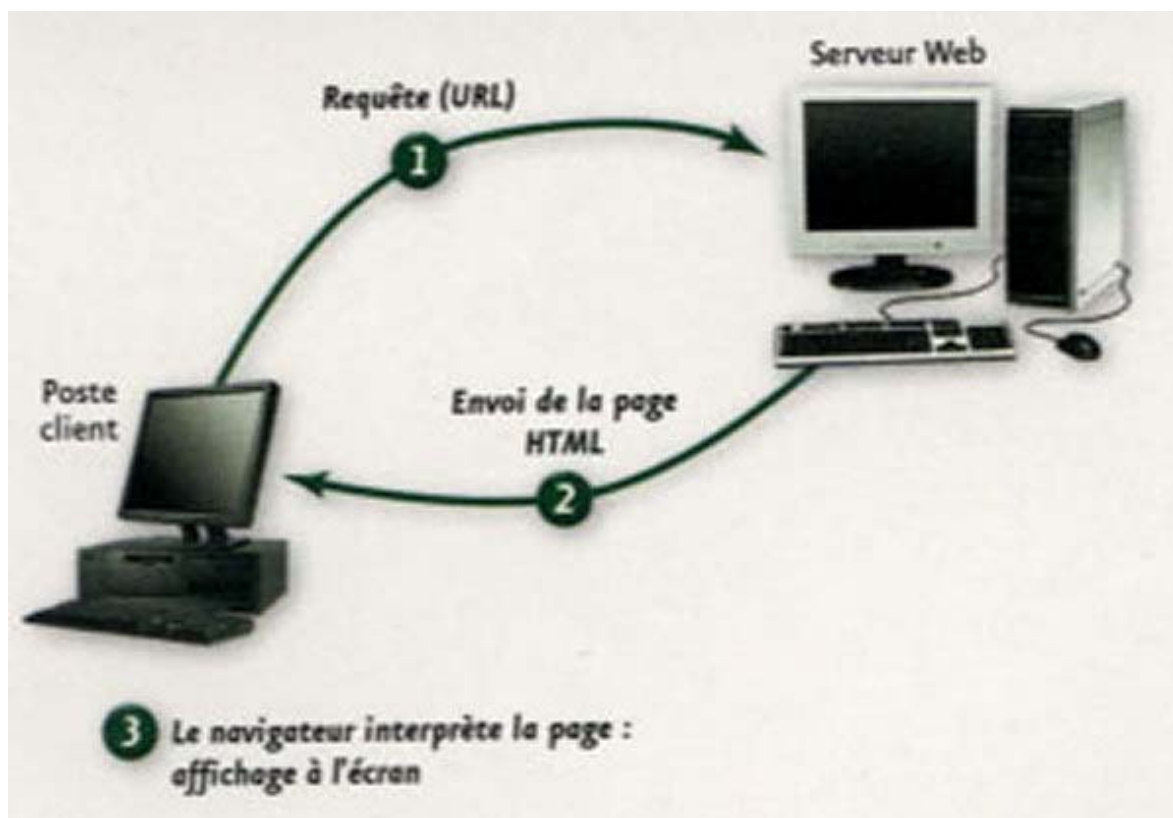 Serveur Web
Requête (URL)
1
Poste
client
Envoi de la page
HTML
2
3 Le navigateur interprète la page :
affichage à l'écran